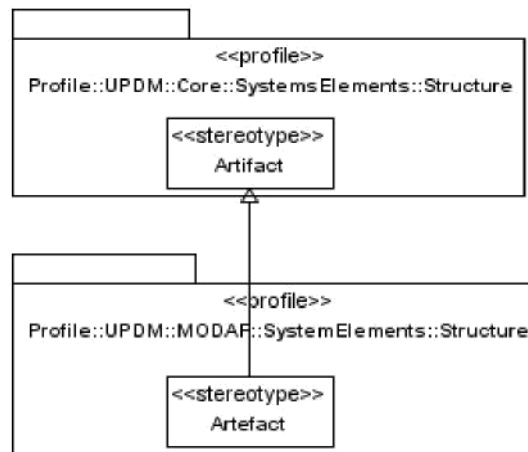 <<profile>>
Profile::UPDM::Core::SystemsElements::Structure
<<stereotype>>
Artifact
<<profile>>
Profile::UPDM::MODAF::SystemElements::Structure
<<stereotype>>
Artefact